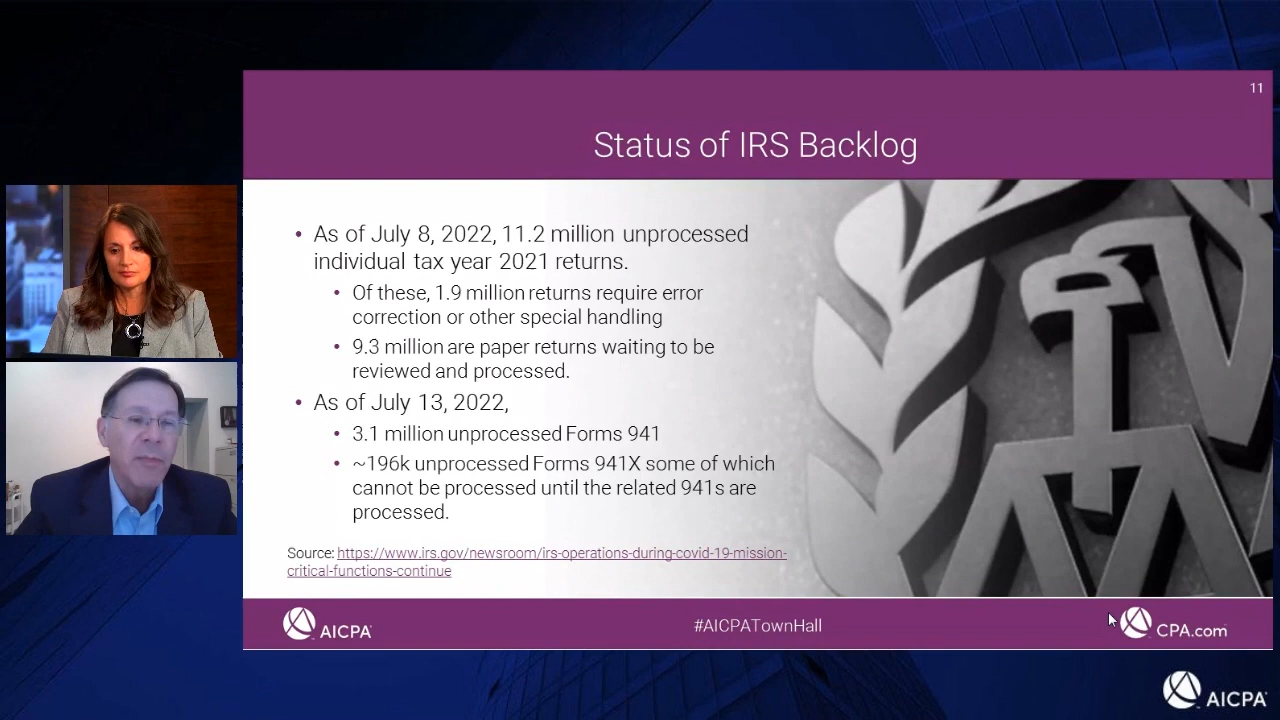 11
Status of IRS Backlog
• As of July 8, 2022, 11.2 million unprocessed
individual tax year 2021 returns.
• Of these, 1.9 million returns require error
correction or other special handling
• 9.3 million are paper returns waiting to be
reviewed and processed.
• As of July 13, 2022,
• 3.1 million unprocessed Forms 941
• ~196k unprocessed Forms 941X some of which
cannot be processed until the related 941s are
processed.
Source: https://www.irs.gov/newsroom/irs-operations-during-covid-19-mission-
critical-functions-continue
AICPA
#AICPATownHall
CPA.com
AICPA